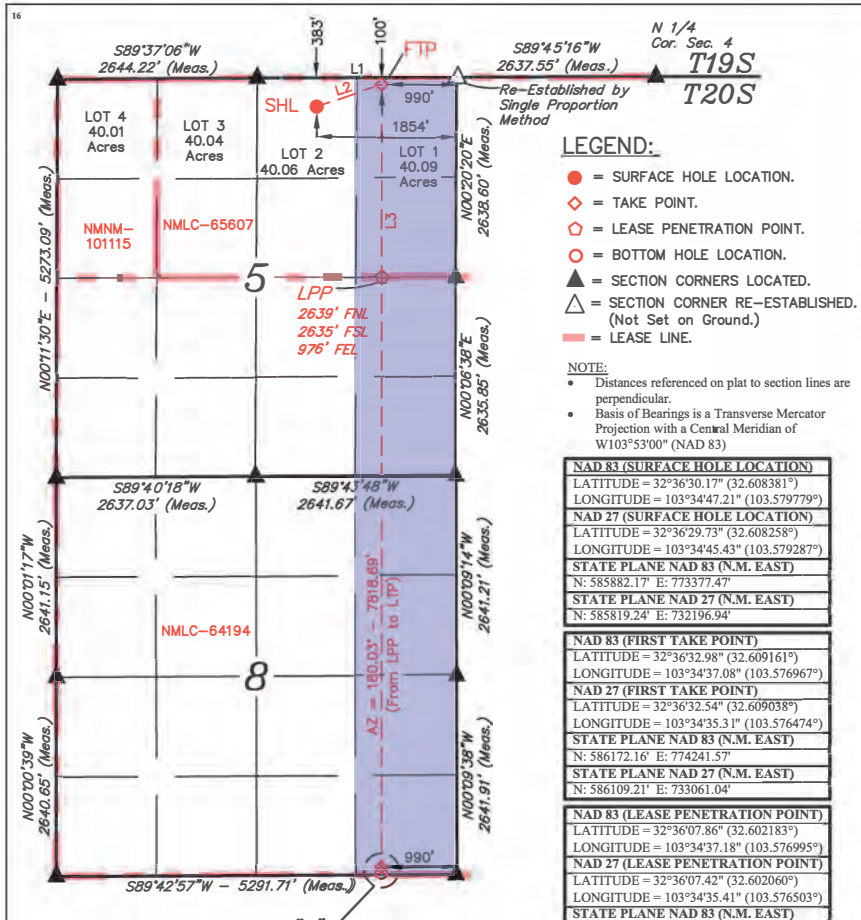 16
S89°37'06"W
2644.22' (Meas.)
383'
100'
FTP
L1
L2
S89°45'16"W
2637.55' (Meas.)
N 1/4
Cor. Sec. 4
T19S
T20S
Re-Established by
Single Proportion
Method
990'
SHL
1854'
LOT 4
40.01
Acres
LOT 3
40.04
Acres
LOT 2
40.06 Acres
LOT 1
40.09
Acres
N00°20'20"E
2638.60' (Meas.)
L3
NMNM-
101115
NMLC-65607
N00°11'30"E - 5273.09' (Meas.)
5
LPP
2639' FNL
2635' FSL
976' FEL
N00°06'38"E
2635.85' (Meas.)
S89°40'18"W
2637.03' (Meas.)
S89°43'48"W
2641.67' (Meas.)
N00°01'17"W
2641.15' (Meas.)
N00°09'14"W
2641.21' (Meas.)
NMLC-64194
8
AZ = 180.03° - 7818.89'
(From LPP to LTP)
N00°00'39"W
2640.65' (Meas.)
N00°09'38"W
2641.91' (Meas.)
990'
S89°42'57"W - 5291.71' (Meas.)
LEGEND:
= SURFACE HOLE LOCATION.
= TAKE POINT.
= LEASE PENETRATION POINT.
= BOTTOM HOLE LOCATION.
= SECTION CORNERS LOCATED.
= SECTION CORNER RE-ESTABLISHED.
(Not Set on Ground.)
= LEASE LINE.
NOTE:
• Distances referenced on plat to section lines are
perpendicular.
• Basis of Bearings is a Transverse Mercator
Projection with a Central Meridian of
W103°53'00" (NAD 83)
NAD 83 (SURFACE HOLE LOCATION)
LATITUDE = 32°36'30.17" (32.608381°)
LONGITUDE = 103°34'47.21" (103.579779°)
NAD 27 (SURFACE HOLE LOCATION)
LATITUDE = 32°36'29.73" (32.608258°)
LONGITUDE = 103°34'45.43" (103.579287°)
STATE PLANE NAD 83 (N.M. EAST)
N: 585882.17' E: 773377.47'
STATE PLANE NAD 27 (N.M. EAST)
N: 585819.24' E: 732196.94'
NAD 83 (FIRST TAKE POINT)
LATITUDE = 32°36'32.98" (32.609161°)
LONGITUDE = 103°34'37.08" (103.576967°)
NAD 27 (FIRST TAKE POINT)
LATITUDE = 32°36'32.54" (32.609038°)
LONGITUDE = 103°34'35.31" (103.576474°)
STATE PLANE NAD 83 (N.M. EAST)
N: 586172.16' E: 774241.57'
STATE PLANE NAD 27 (N.M. EAST)
N: 586109.21' E: 733061.04'
NAD 83 (LEASE PENETRATION POINT)
LATITUDE = 32°36'07.86" (32.602183°)
LONGITUDE = 103°34'37.18" (103.576995°)
NAD 27 (LEASE PENETRATION POINT)
LATITUDE = 32°36'07.42" (32.602060°)
LONGITUDE = 103°34'35.41" (103.576503°)
STATE PLANE NAD 83 (N.M. EAST)